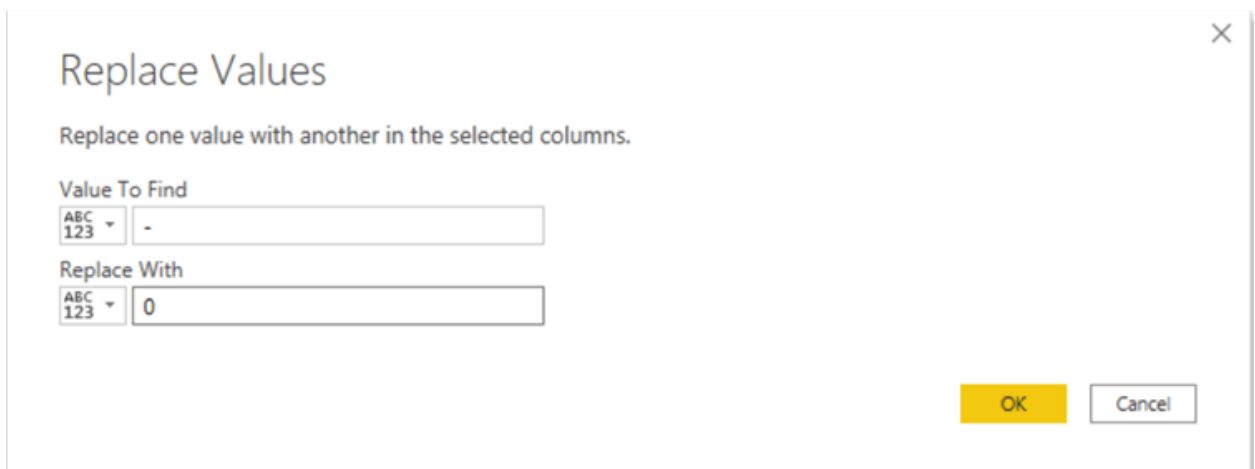 Replace Values
Replace one value with another in the selected columns.
Value To Find
ABC
123
-
Replace With
ABC
123
0
OK
Cancel